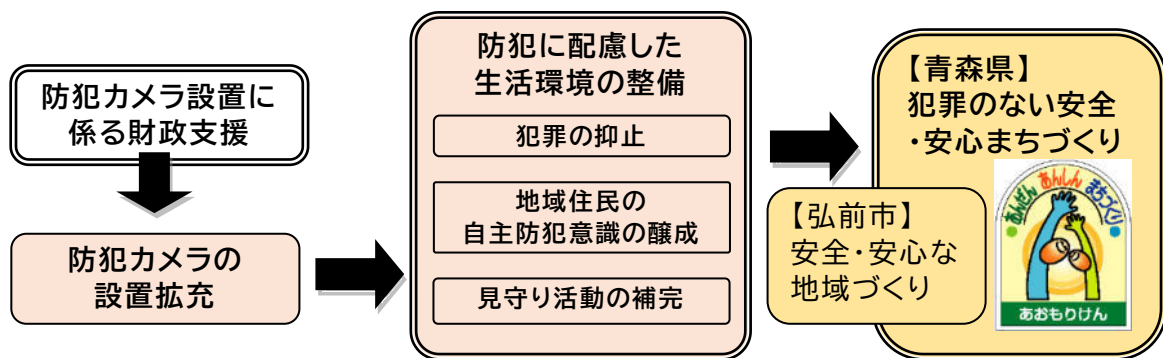 防犯カメラ設置に
係る財政支援
防犯カメラの
設置拡充
防犯に配慮した
生活環境の整備
犯罪の抑止
地域住民の
自主防犯意識の醸成
見守り活動の補完
【青森県】
犯罪のない安全
・安心まちづくり
【弘前市】
安全・安心な
地域づくり
あんぜん あんしん まちづくり
あおもりけん